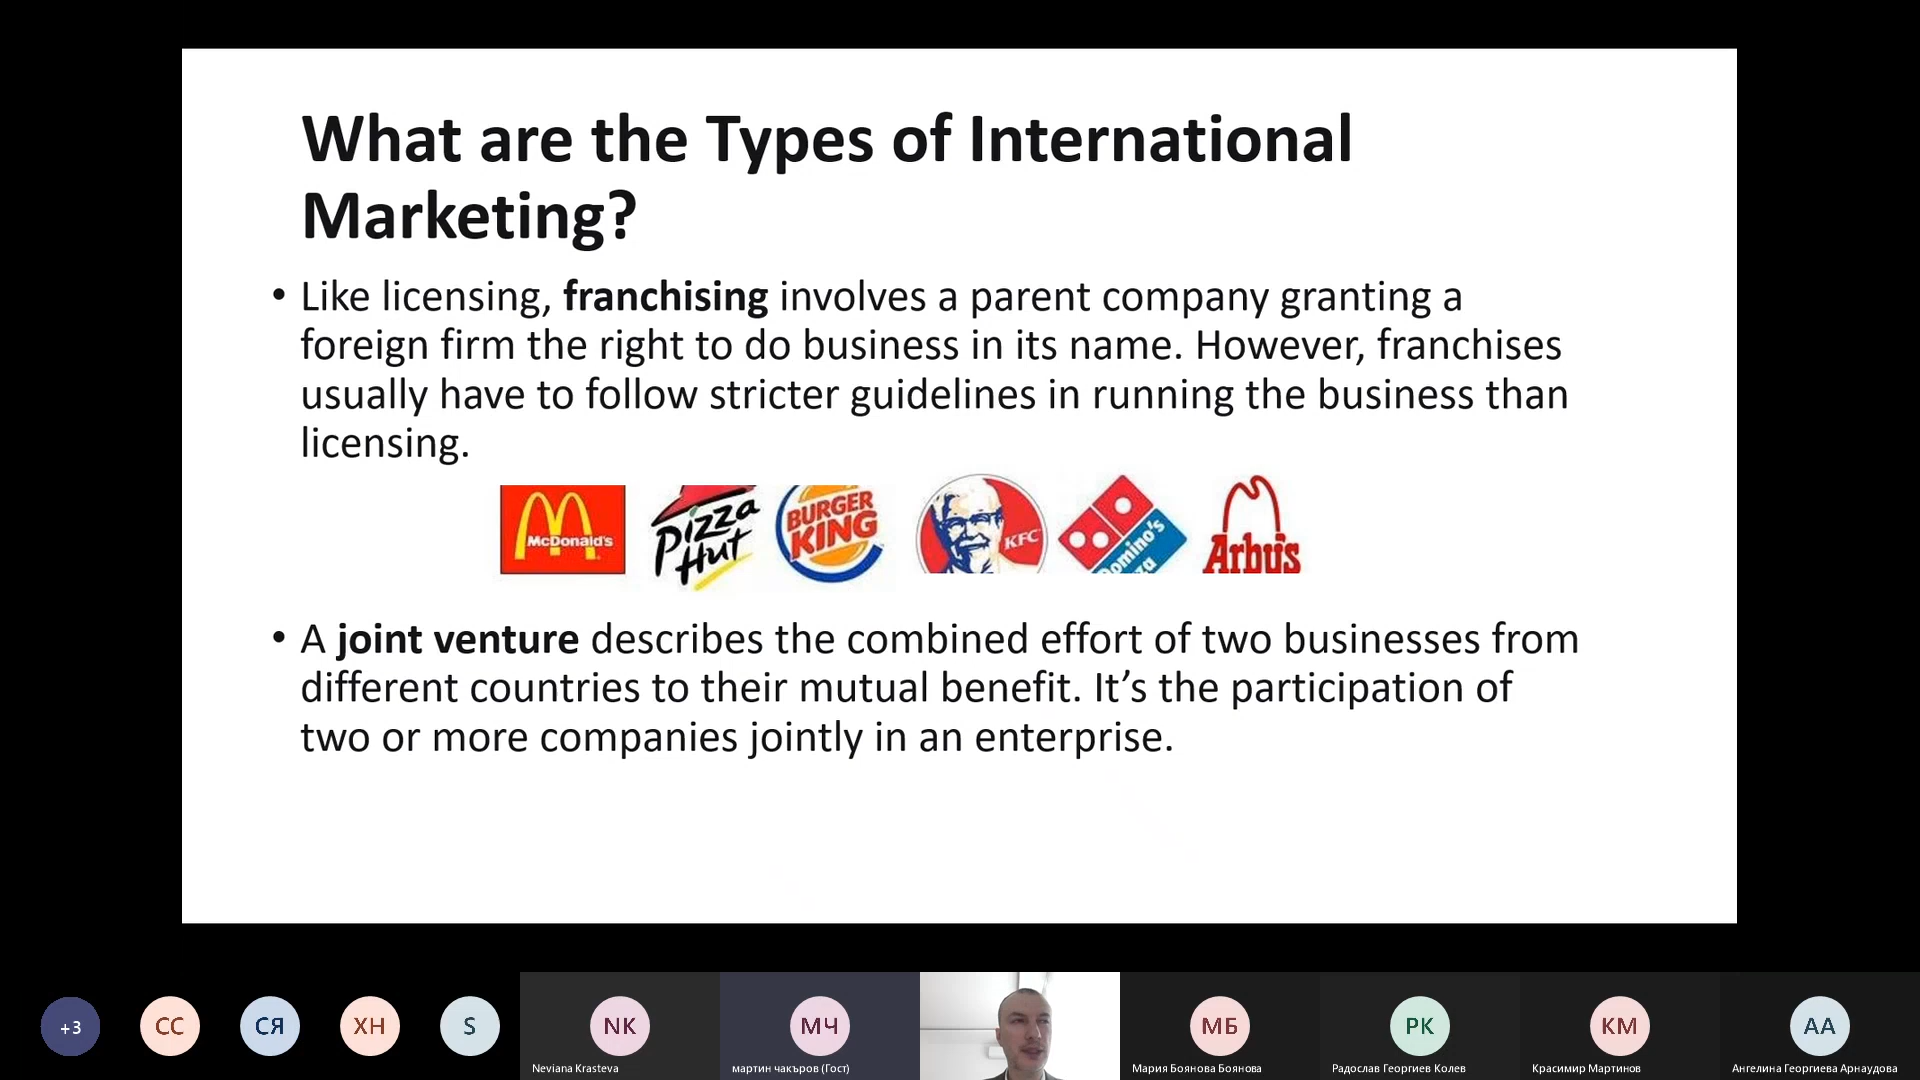 What are the Types of International
Marketing?
• Like licensing, franchising involves a parent company granting a
foreign firm the right to do business in its name. However, franchises
usually have to follow stricter guidelines in running the business than
licensing.
McDonald's
Pizza
Hut
BURGER
KING
KFC
Domino's
Arby's
• A joint venture describes the combined effort of two businesses from
different countries to their mutual benefit. It’s the participation of
two or more companies jointly in an enterprise.
+3
СС
СЯ
ХН
S
NK
Neviana Krasteva
МЧ
мартин чакъров (Гост)
МБ
Мария Боянова Боянова
РК
Радослав Георгиев Колев
КМ
Красимир Мартинов
АА
Ангелина Георгиева Арнаудова